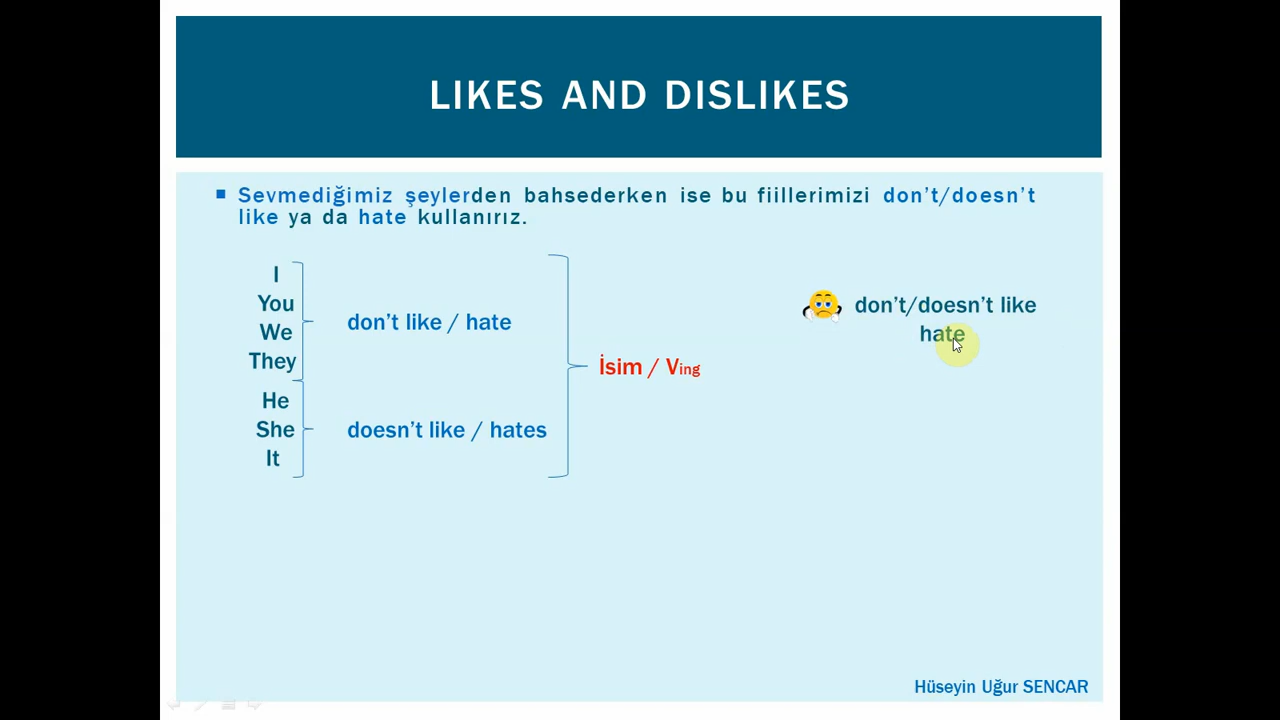 LIKES AND DISLIKES
Sevmediğimiz şeylerden bahsederken ise bu fiillerimizi don't/doesn't
like ya da hate kullanırız.
I
You
We
They
don't like / hate
He
She
It
doesn't like / hates
İsim / Ving
don't/doesn't like
hate
Hüseyin Uğur SENCAR